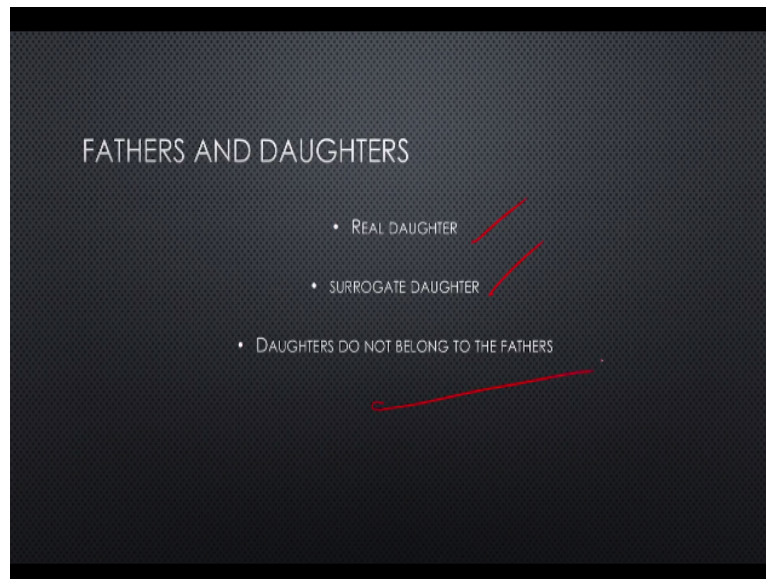 FATHERS AND DAUGHTERS
• REAL DAUGHTER
• SURROGATE DAUGHTER
• DAUGHTERS DO NOT BELONG TO THE FATHERS